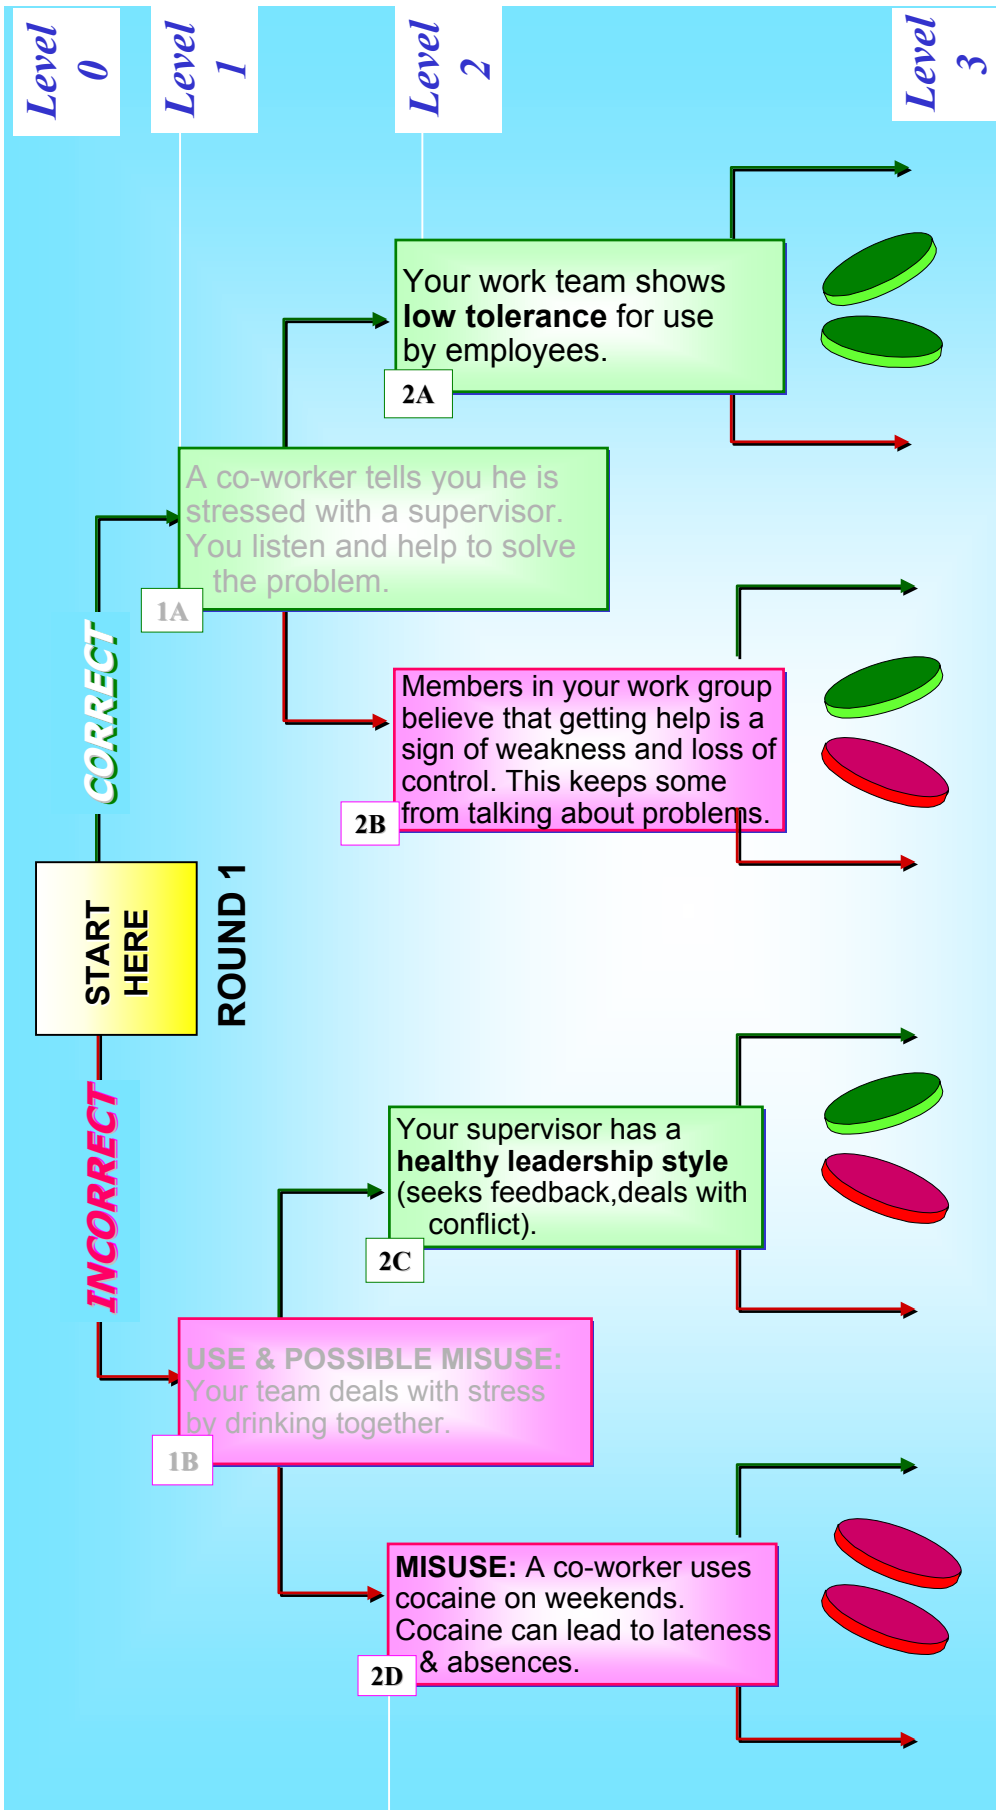 Level
0
Level
1
Level
2
Level
3
Your work team shows
low tolerance for use
by employees.
2A
A co-worker tells you he is
stressed with a supervisor.
You listen and help to solve
the problem.
1A
CORRECT
Members in your work group
believe that getting help is a
sign of weakness and loss of
control. This keeps some
from talking about problems.
2B
START
HERE
ROUND 1
INCORRECT
Your supervisor has a
healthy leadership style
(seeks feedback,deals with
conflict).
2C
USE & POSSIBLE MISUSE:
Your team deals with stress
by drinking together.
1B
MISUSE: A co-worker uses
cocaine on weekends.
Cocaine can lead to lateness
& absences.
2D